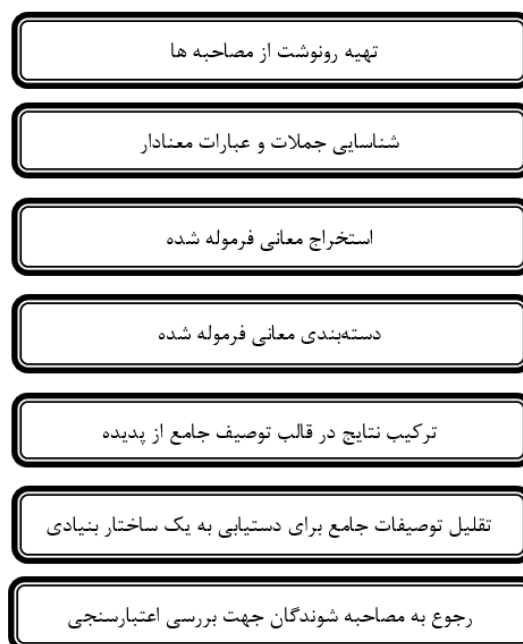 تهیه رونوشت از مصاحبه ها
شناسایی جملات و عبارات معنادار
استخراج معانی فرموله شده
دسته‌بندی معانی فرموله شده
ترکیب نتایج در قالب توصیف جامع از پدیده
تقلیل توصیفات جامع برای دستیابی به یک ساختار بنیادی
رجوع به مصاحبه شوندگان جهت بررسی اعتبارسنجی